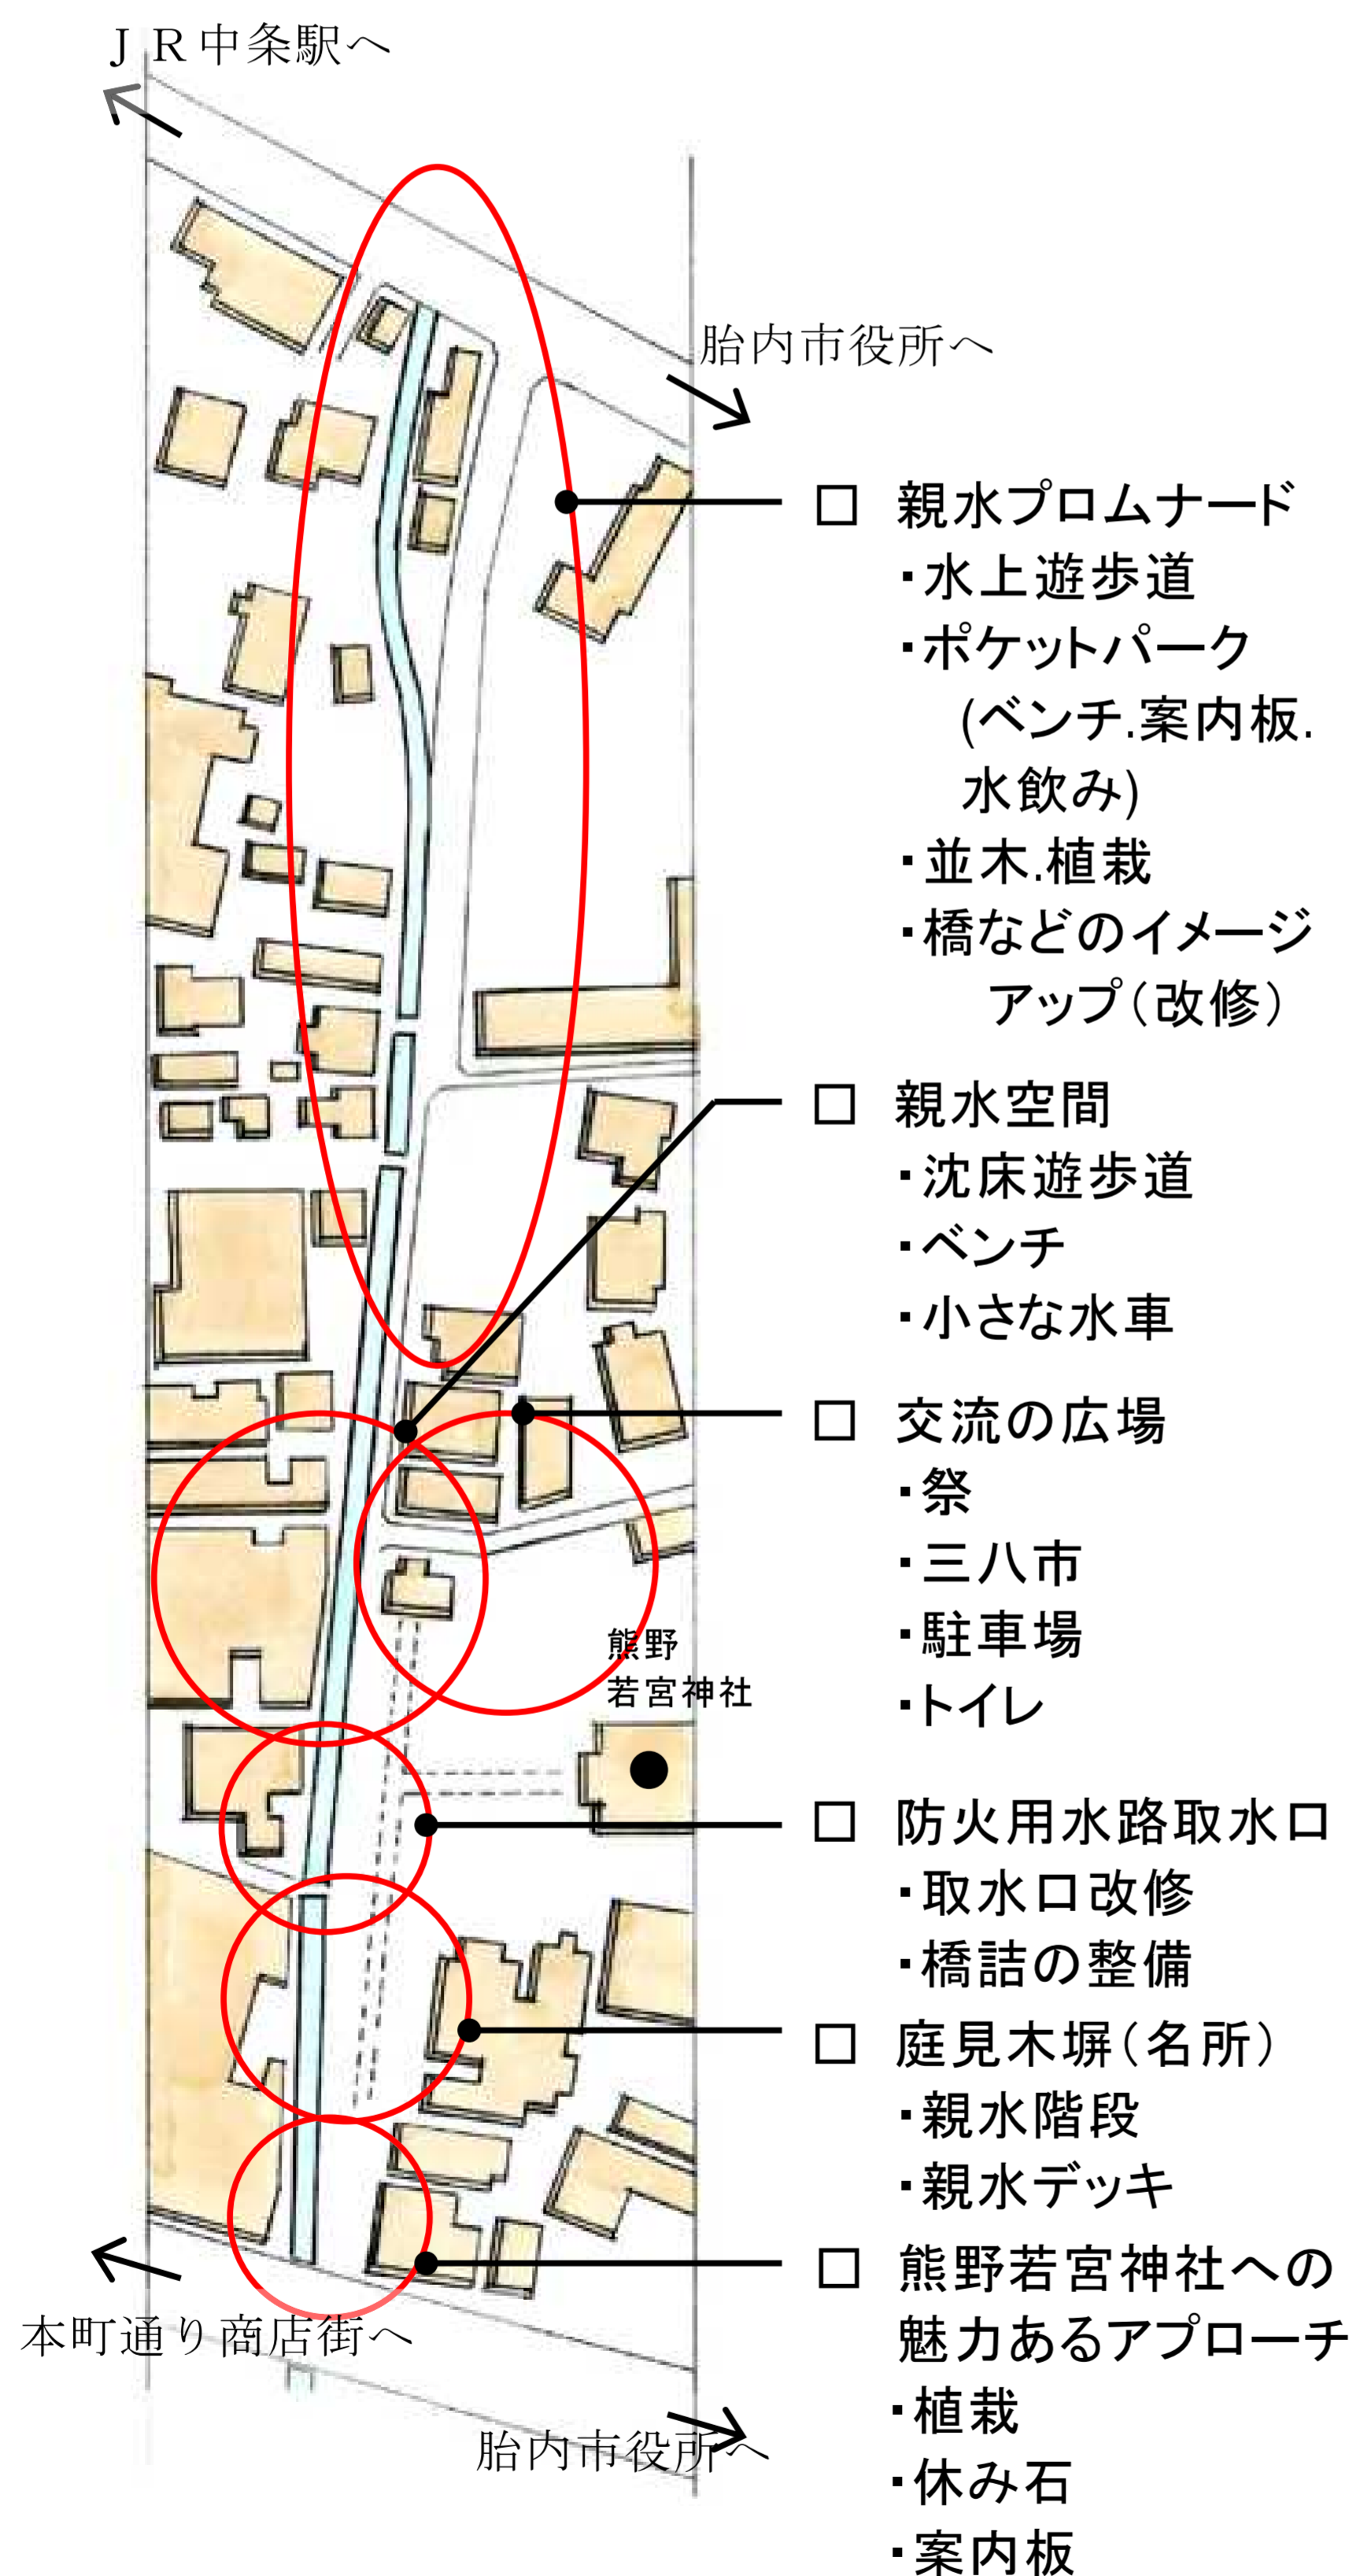 ＪＲ中条駅へ
胎内市役所へ
□ 親水プロムナード
・水上遊歩道
・ポケットパーク
(ベンチ.案内板.
水飲み)
・並木.植栽
・橋などのイメージ
アップ（改修）
□ 親水空間
・沈床遊歩道
・ベンチ
・小さな水車
□ 交流の広場
・祭
・三八市
・駐車場
・トイレ
熊野
若宮神社
□ 防火用水路取水口
・取水口改修
・橋詰の整備
□ 庭見木塀（名所）
・親水階段
・親水デッキ
□ 熊野若宮神社への
魅力あるアプローチ
・植栽
・休み石
・案内板
本町通り商店街へ
胎内市役所へ